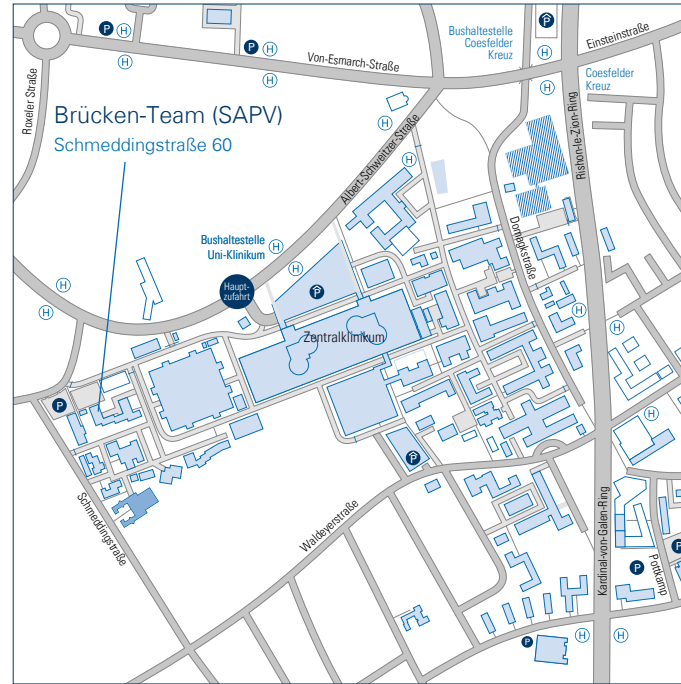 P
H
H
P
H
H
Von-Esmarch-Straße
Roxeler Straße
Bushaltestelle
Coesfelder
Kreuz
P
H
H
Einsteinstraße
Coesfelder
Kreuz
Rishon-le-Zion-Ring
Brücken-Team (SAPV)
Schmeddingstraße 60
H
H
Albert-Schweitzer-Straße
Domagkstraße
Bushaltestelle
Uni-Klinikum
H
H
Haupt-
zufahrt
P
H
H
Zentralklinikum
H
H
P
H
P
Schmeddingstraße
Waldeyerstraße
Kardinal-von-Galen-Ring
P
P
Pottkamp
P
H
H